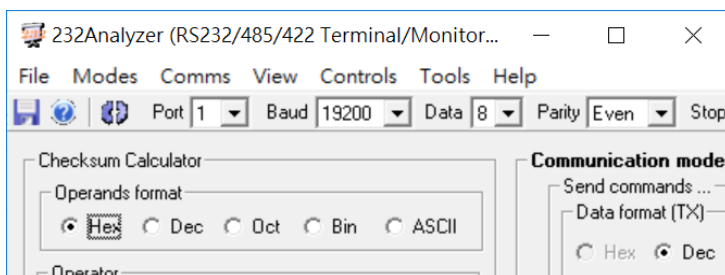 232Analyzer (RS232/485/422 Terminal/Monitor...
File Modes Comms View Controls Tools Help
Port 1 Baud 19200 Data 8 Parity Even Stop
Checksum Calculator
Operands format
Hex Dec Oct Bin ASCII
Operator
Communication mode
Send commands ...
Data format (TX)
Hex Dec